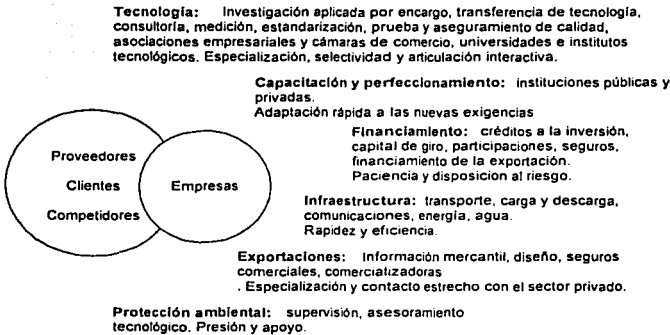 Tecnología: Investigación aplicada por encargo, transferencia de tecnología,
consultoría, medición, estandarización, prueba y aseguramiento de calidad,
asociaciones empresariales y cámaras de comercio, universidades e institutos
tecnológicos. Especialización, selectividad y articulación interactiva.
Capacitación y perfeccionamiento: instituciones públicas y
privadas.
Adaptación rápida a las nuevas exigencias
Financiamiento: créditos a la inversión,
capital de giro, participaciones, seguros,
financiamiento de la exportación.
Paciencia y disposicion al riesgo.
Proveedores
Clientes
Competidores
Empresas
Infraestructura: transporte, carga y descarga,
comunicaciones, energía, agua.
Rapidez y eficiencia.
Exportaciones: Información mercantil, diseño, seguros
comerciales, comercializadoras
. Especialización y contacto estrecho con el sector privado.
Protección ambiental: supervisión, asesoramiento
tecnológico. Presión y apoyo.